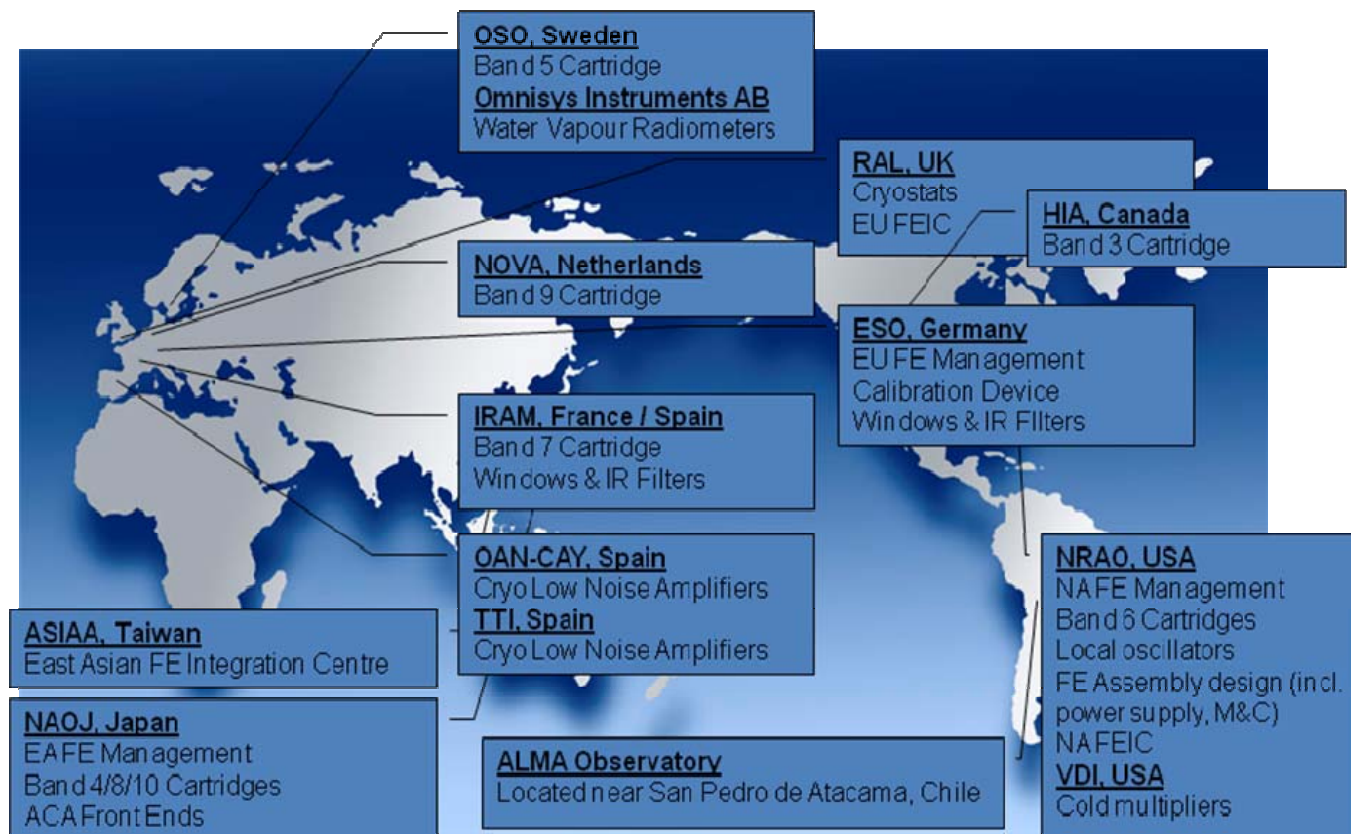 OSO, Sweden
Band 5 Cartridge
Omnisys Instruments AB
Water Vapour Radiometers
RAL, UK
Cryostats
EU FEIC
HIA, Canada
Band 3 Cartridge
NOVA, Netherlands
Band 9 Cartridge
ESO, Germany
EU FE Management
Calibration Device
Windows & IR FIlters
IRAM, France / Spain
Band 7 Cartridge
Windows & IR Filters
OAN-CAY, Spain
Cryo Low Noise Amplifiers
TTI, Spain
Cryo Low Noise Amplifiers
NRAO, USA
NA FE Management
Band 6 Cartridges
Local oscillators
FE Assembly design (incl.
power supply, M&C)
NA FEIC
VDI, USA
Cold multipliers
ASIAA, Taiwan
East Asian FE Integration Centre
NAOJ, Japan
EA FE Management
Band 4/8/10 Cartridges
ACA Front Ends
ALMA Observatory
Located near San Pedro de Atacama, Chile